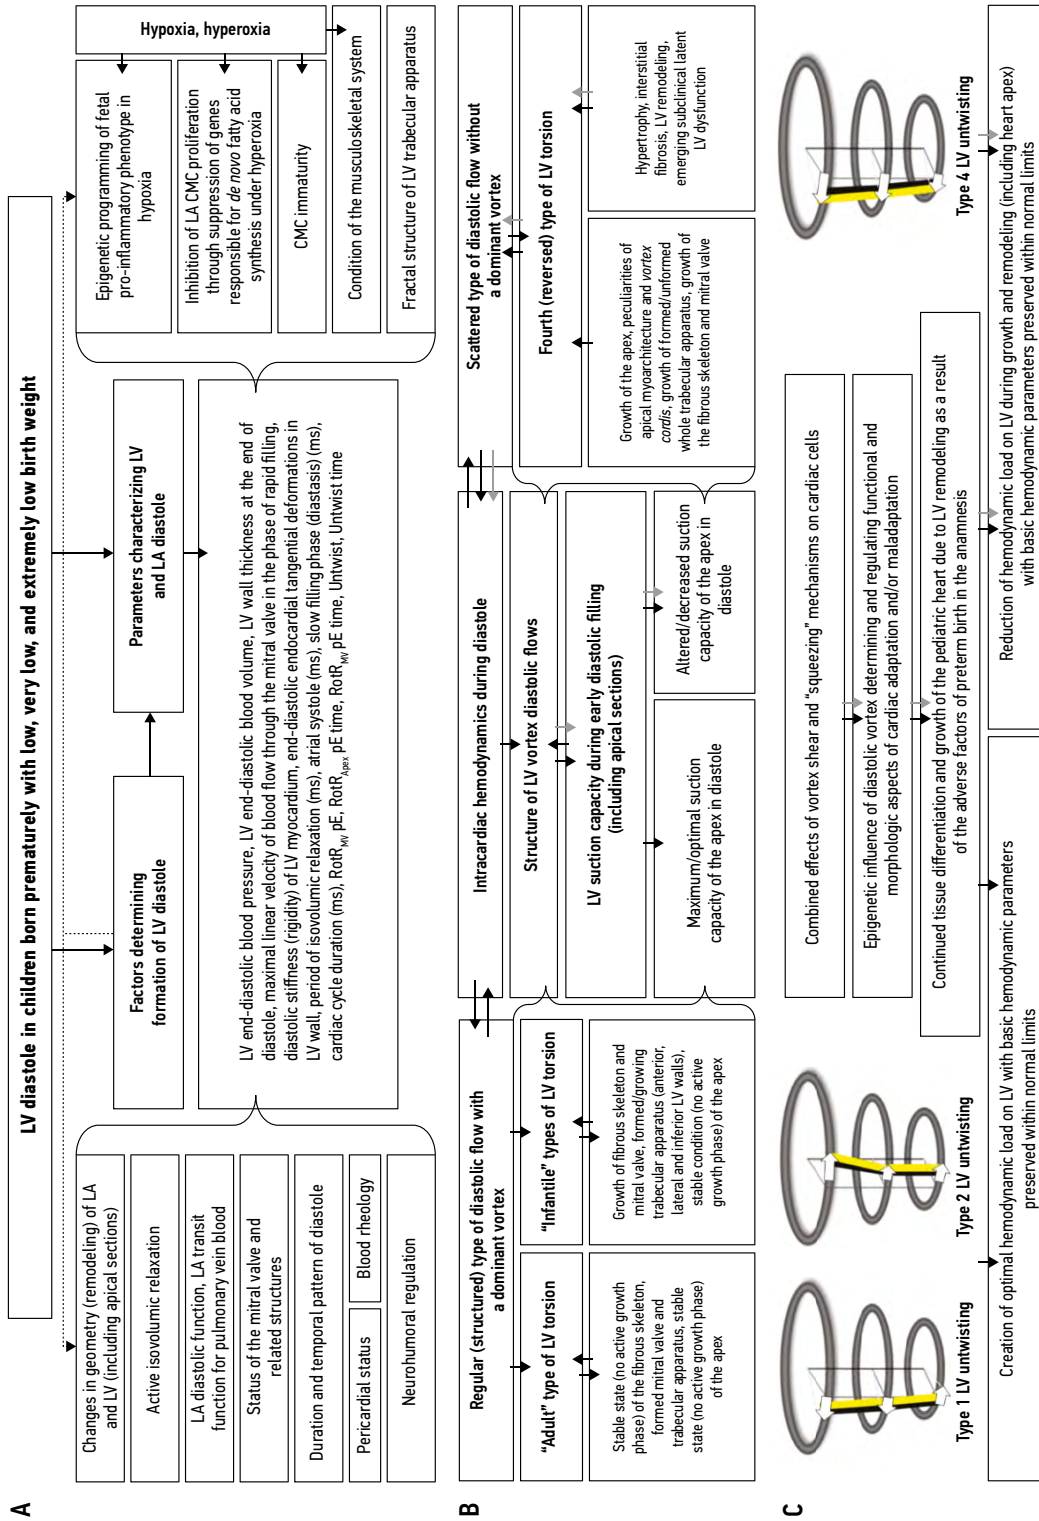 A
LV diastole in children born prematurely with low, very low, and extremely low birth weight
Factors determining
formation of LV diastole
Parameters characterizing LV
and LA diastole
Changes in geometry (remodeling) of LA
and LV (including apical sections)
Active isovolumic relaxation
LA diastolic function, LA transit
function for pulmonary vein blood
Status of the mitral valve and
related structures
Duration and temporal pattern of diastole
Pericardial status
Blood rheology
Neurohumoral regulation
LV end-diastolic blood pressure, LV end-diastolic blood volume, LV wall thickness at the end of
diastole, maximal linear velocity of blood flow through the mitral valve in the phase of rapid filling,
diastolic stiffness (rigidity) of LV myocardium, end-diastolic endocardial tangential deformations in
LV wall, period of isovolumic relaxation (ms), atrial systole (ms), slow filling phase (diastasis) (ms),
cardiac cycle duration (ms), RotR MV pE, RotR Apex pE time, RotR MV pE time, Untwist, Untwist time
Epigenetic programming of fetal
pro-inflammatory phenotype in
hypoxia
Inhibition of LA CMC proliferation
through suppression of genes
responsible for de novo fatty acid
synthesis under hyperoxia
CMC immaturity
Hypoxia, hyperoxia
Condition of the musculoskeletal system
Fractal structure of LV trabecular apparatus
B
Regular (structured) type of diastolic flow with
a dominant vortex
"Adult" type of LV torsion
Stable state (no active growth
phase) of the fibrous skeleton,
formed mitral valve and
trabecular apparatus, stable
state (no active growth phase)
of the apex
"Infantile" types of LV torsion
Growth of fibrous skeleton and
mitral valve, formed/growing
trabecular apparatus (anterior,
lateral and inferior LV walls),
stable condition (no active
growth phase) of the apex
Intracardiac hemodynamics during diastole
Structure of LV vortex diastolic flows
LV suction capacity during early diastolic filling
(including apical sections)
Maximum/optimal suction
capacity of the apex in diastole
Altered/decreased suction
capacity of the apex in
diastole
Scattered type of diastolic flow without
a dominant vortex
Fourth (reversed) type of LV torsion
Growth of the apex, peculiarities of
apical myoarchitecture and vortex
cordis, growth of formed/unformed
whole trabecular apparatus, growth of
the fibrous skeleton and mitral valve
Hypertrophy, interstitial
fibrosis, LV remodeling,
emerging subclinical latent
LV dysfunction
C
Type 1 LV untwisting
Type 2 LV untwisting
Combined effects of vortex shear and "squeezing" mechanisms on cardiac cells
Epigenetic influence of diastolic vortex determining and regulating functional and
morphologic aspects of cardiac adaptation and/or maladaptation
Continued tissue differentiation and growth of the pediatric heart due to LV remodeling as a result
of the adverse factors of preterm birth in the anamnesis
Type 4 LV untwisting
Creation of optimal hemodynamic load on LV with basic hemodynamic parameters
preserved within normal limits
Reduction of hemodynamic load on LV during growth and remodeling (including heart apex)
with basic hemodynamic parameters preserved within normal limits